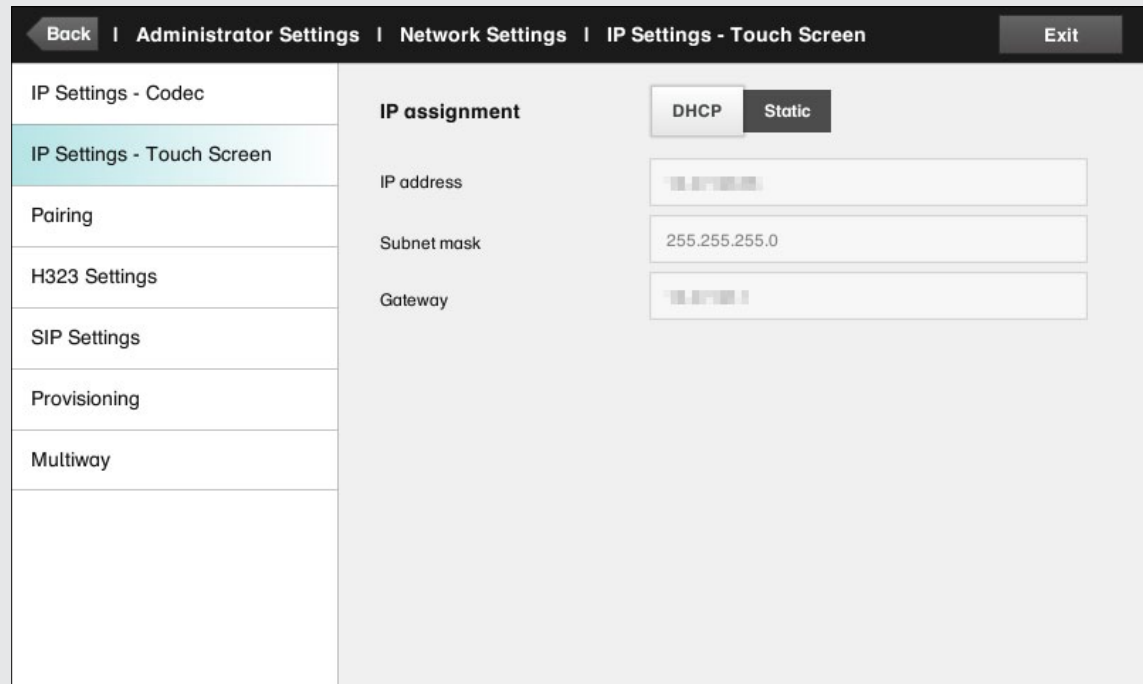 Back | Administrator Settings | Network Settings | IP Settings - Touch Screen Exit
IP Settings - Codec
IP Settings - Touch Screen
Pairing
H323 Settings
SIP Settings
Provisioning
Multiway
IP assignment DHCP Static
IP address
Subnet mask 255.255.255.0
Gateway